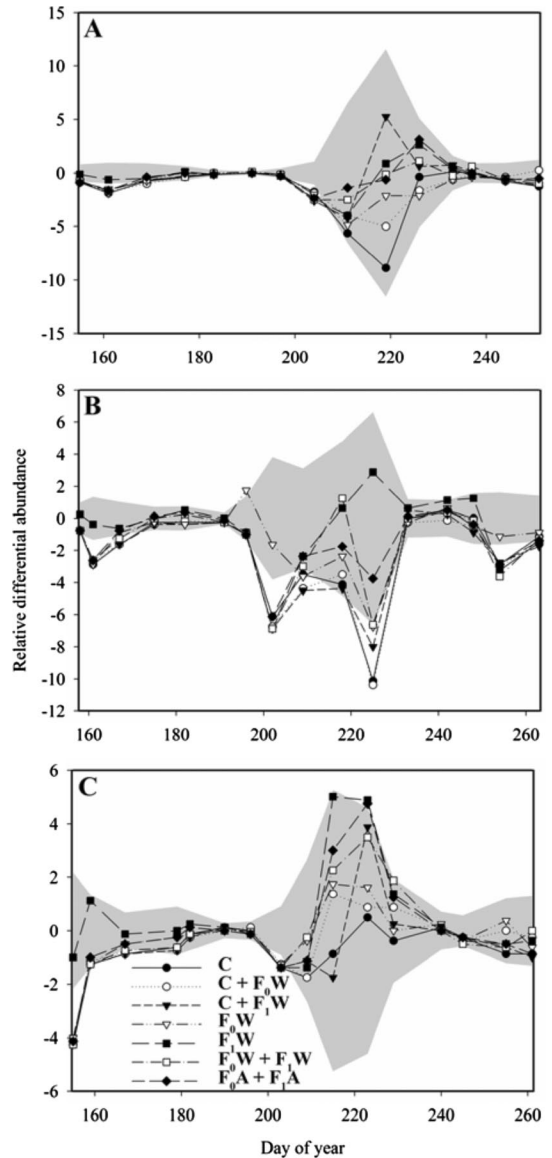 A
15
10
5
0
-5
-10
-15
160 180 200 220 240
B
8
6
4
2
0
-2
-4
-6
-8
-10
-12
160 180 200 220 240 260
Relative differential abundance
C
6
4
2
0
-2
-4
-6
C
C + F₀W
C + F₁W
F₀W
F₁W
F₀W + F₁W
F₀A + F₁A
160 180 200 220 240 260
Day of year